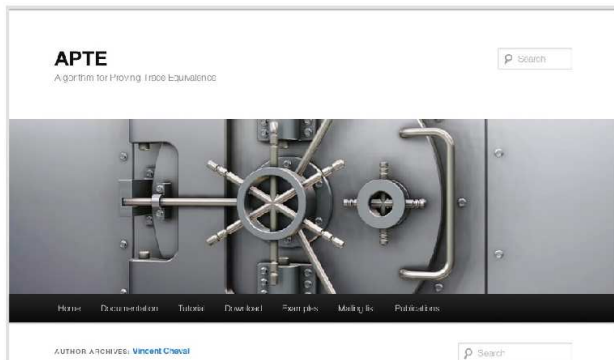 APTE
Search
Algorithm for Proving Trace Equivalence
Home Documentation Tutorial Download Examples Mailing lis Publications
AUTHOR ARCHIVES: Vincent Cheval
Search